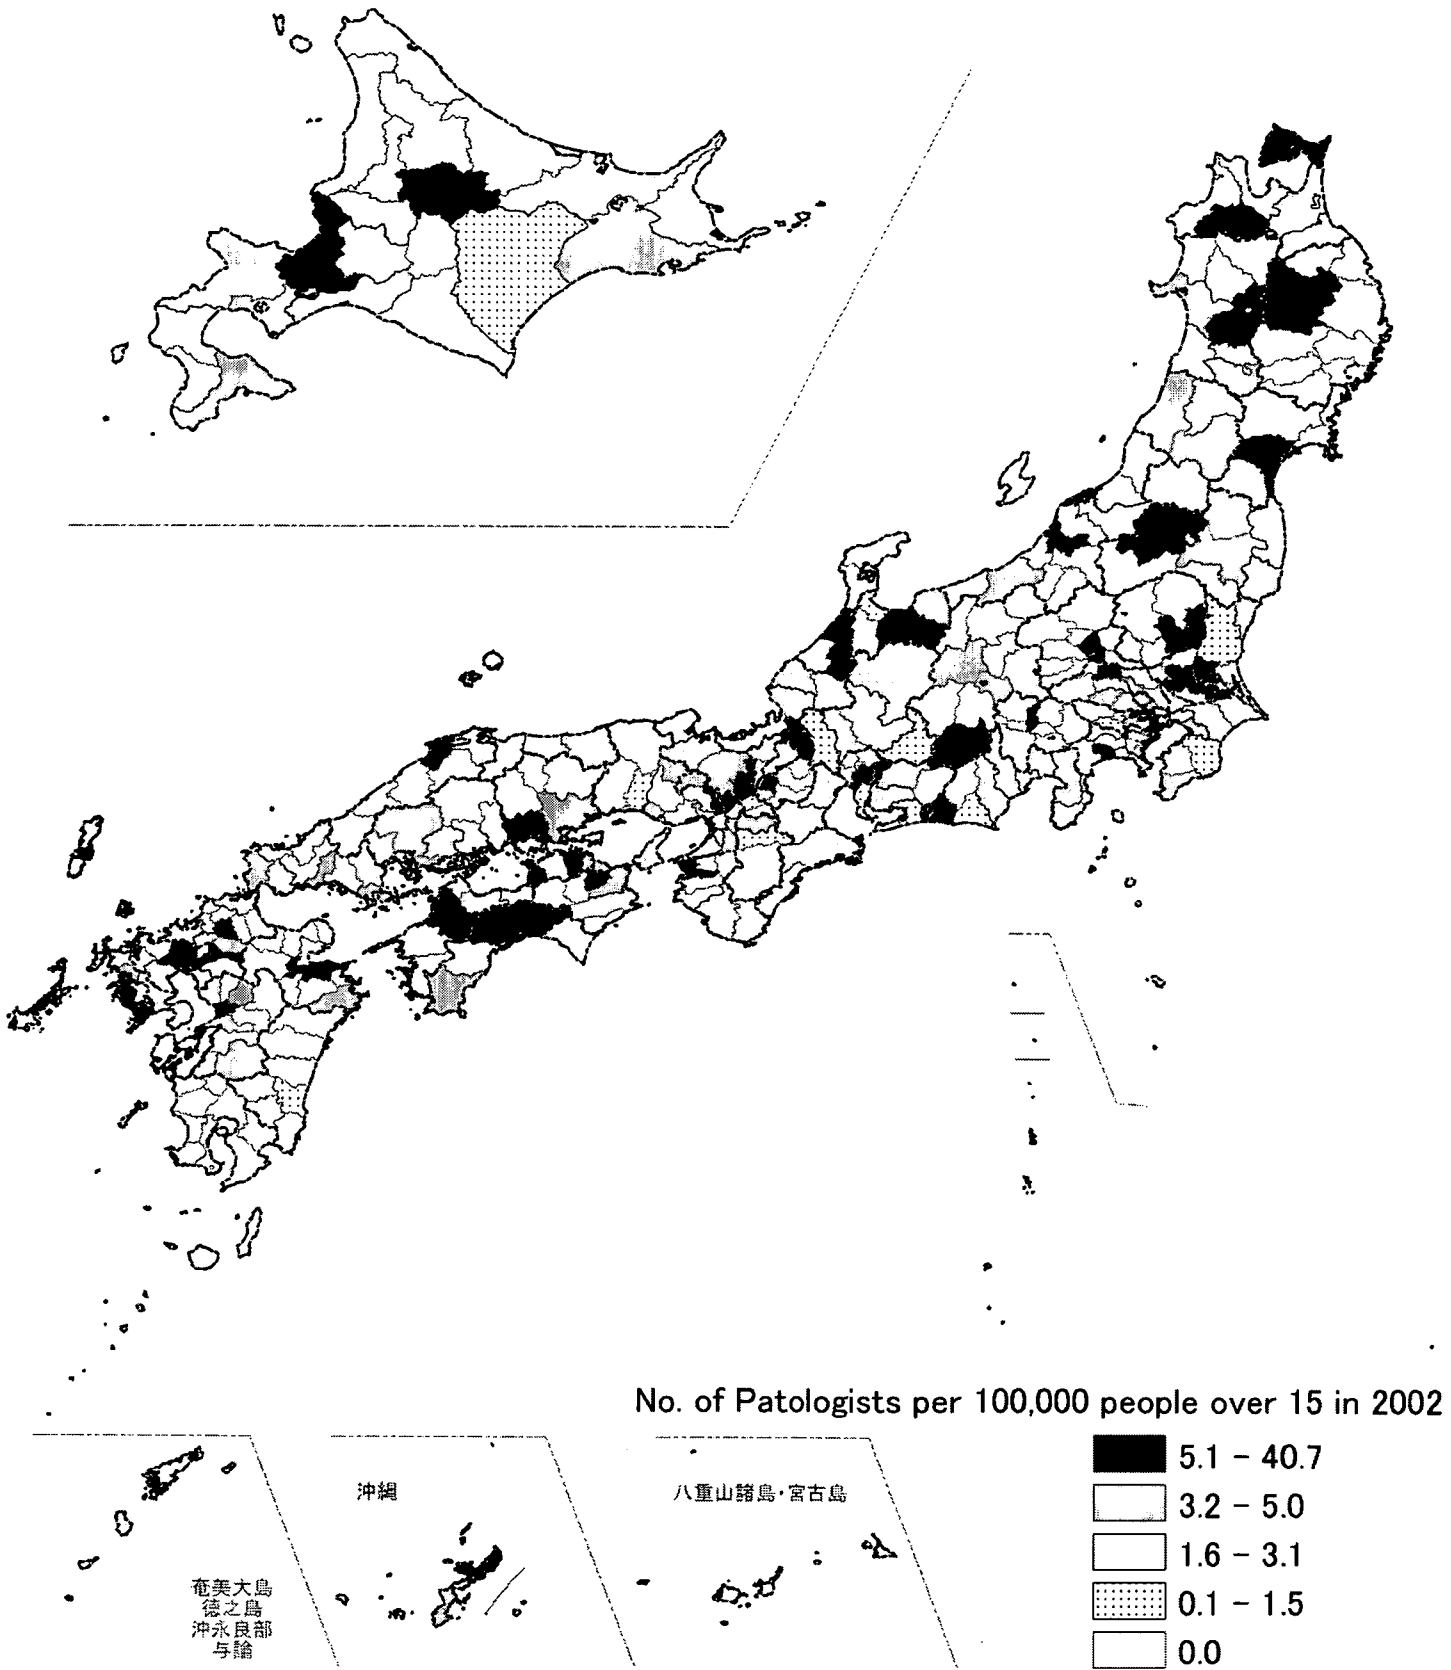 No. of Patologists per 100,000 people over 15 in 2002
5.1 - 40.7
3.2 - 5.0
1.6 - 3.1
0.1 - 1.5
0.0
沖縄
八重山諸島・宮古島
奄美大島
徳之島
沖永良部
与論